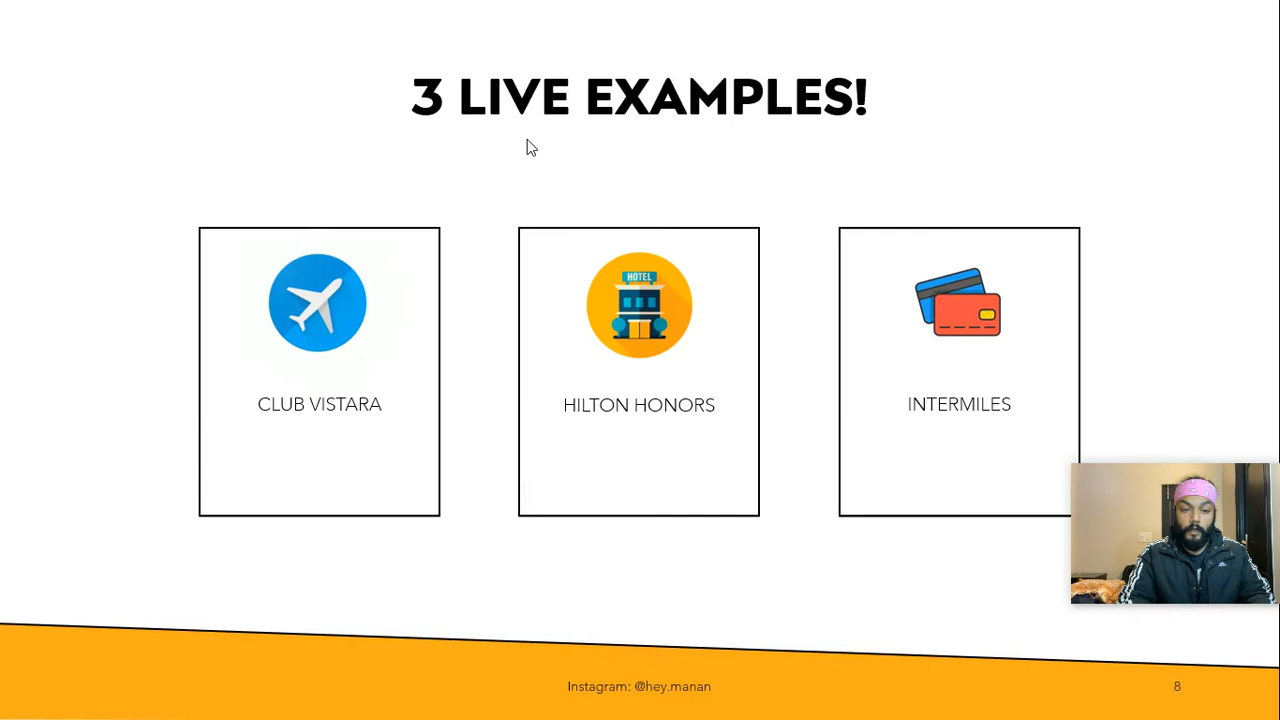 3 LIVE EXAMPLES!
HOTEL
CLUB VISTARA
HILTON HONORS
INTERMILES
Instagram: @hey.manan
8